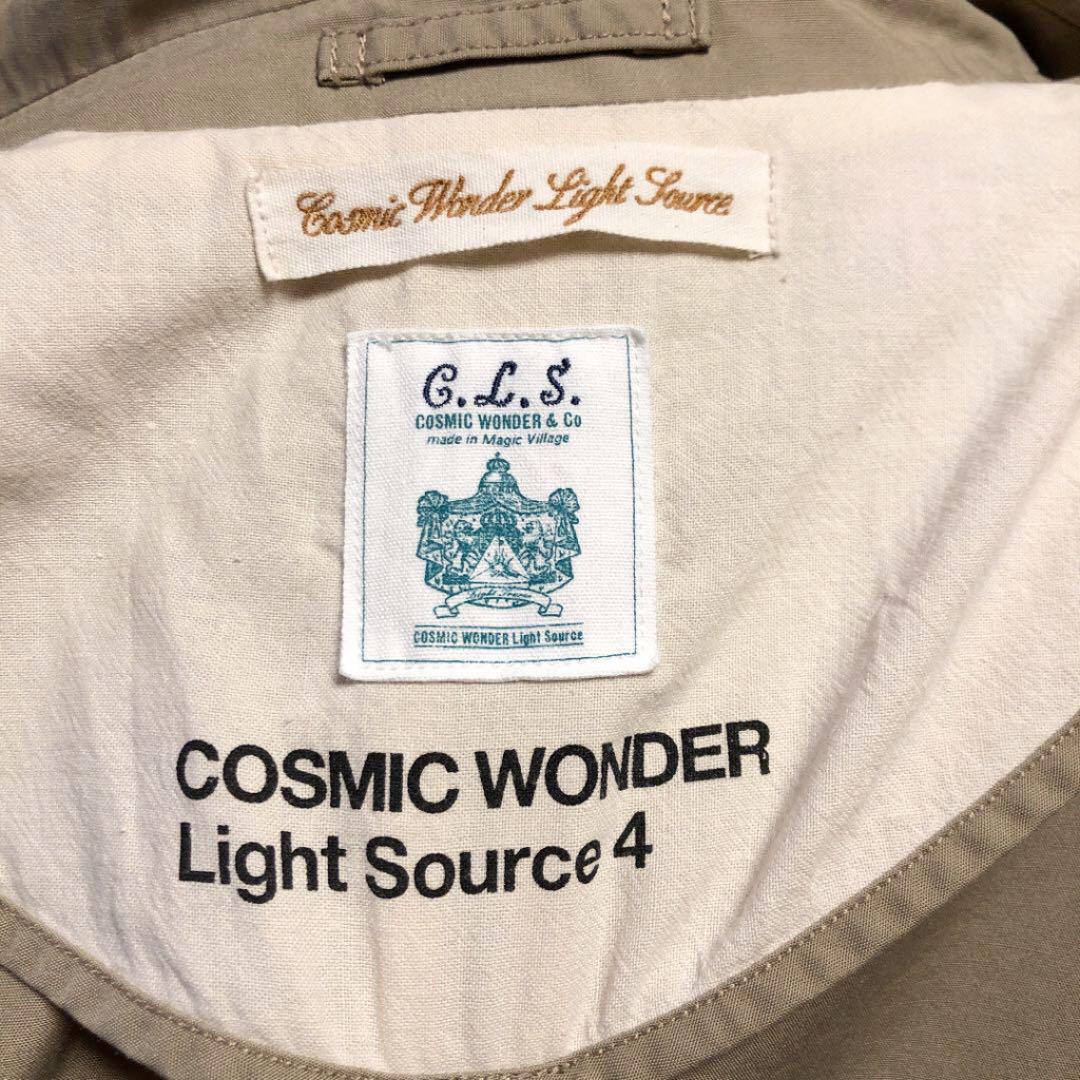 Cosmic Wonder Light Source
C.L.S.
COSMIC WONDER & Co
made in Magic Village
COSMIC WONDER Light Source
COSMIC WONDER
Light Source 4